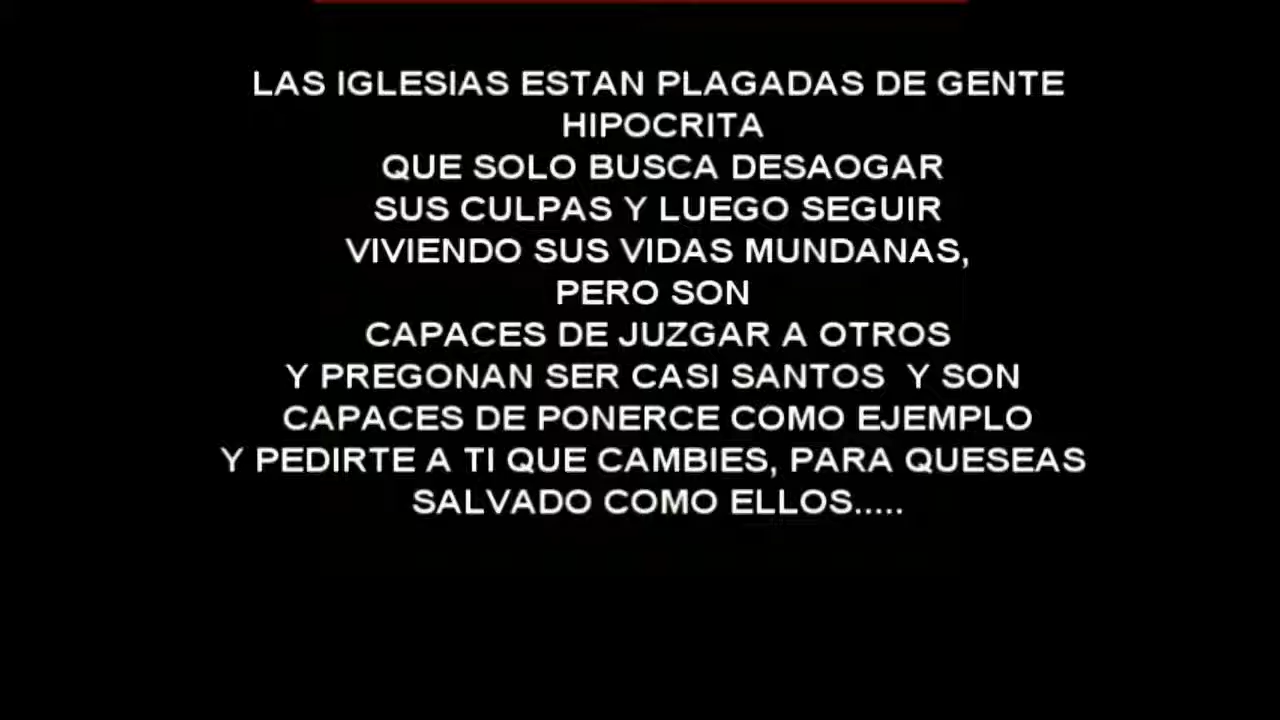 LAS IGLESIAS ESTAN PLAGADAS DE GENTE
HIPOCRITA
QUE SOLO BUSCA DESAOGAR
SUS CULPAS Y LUEGO SEGUIR
VIVIENDO SUS VIDAS MUNDANAS,
PERO SON
CAPACES DE JUZGAR A OTROS
Y PREGONAN SER CASI SANTOS  Y SON
CAPACES DE PONERCE COMO EJEMPLO
Y PEDIRTE A TI QUE CAMBIES, PARA QUESEAS
SALVADO COMO ELLOS.....